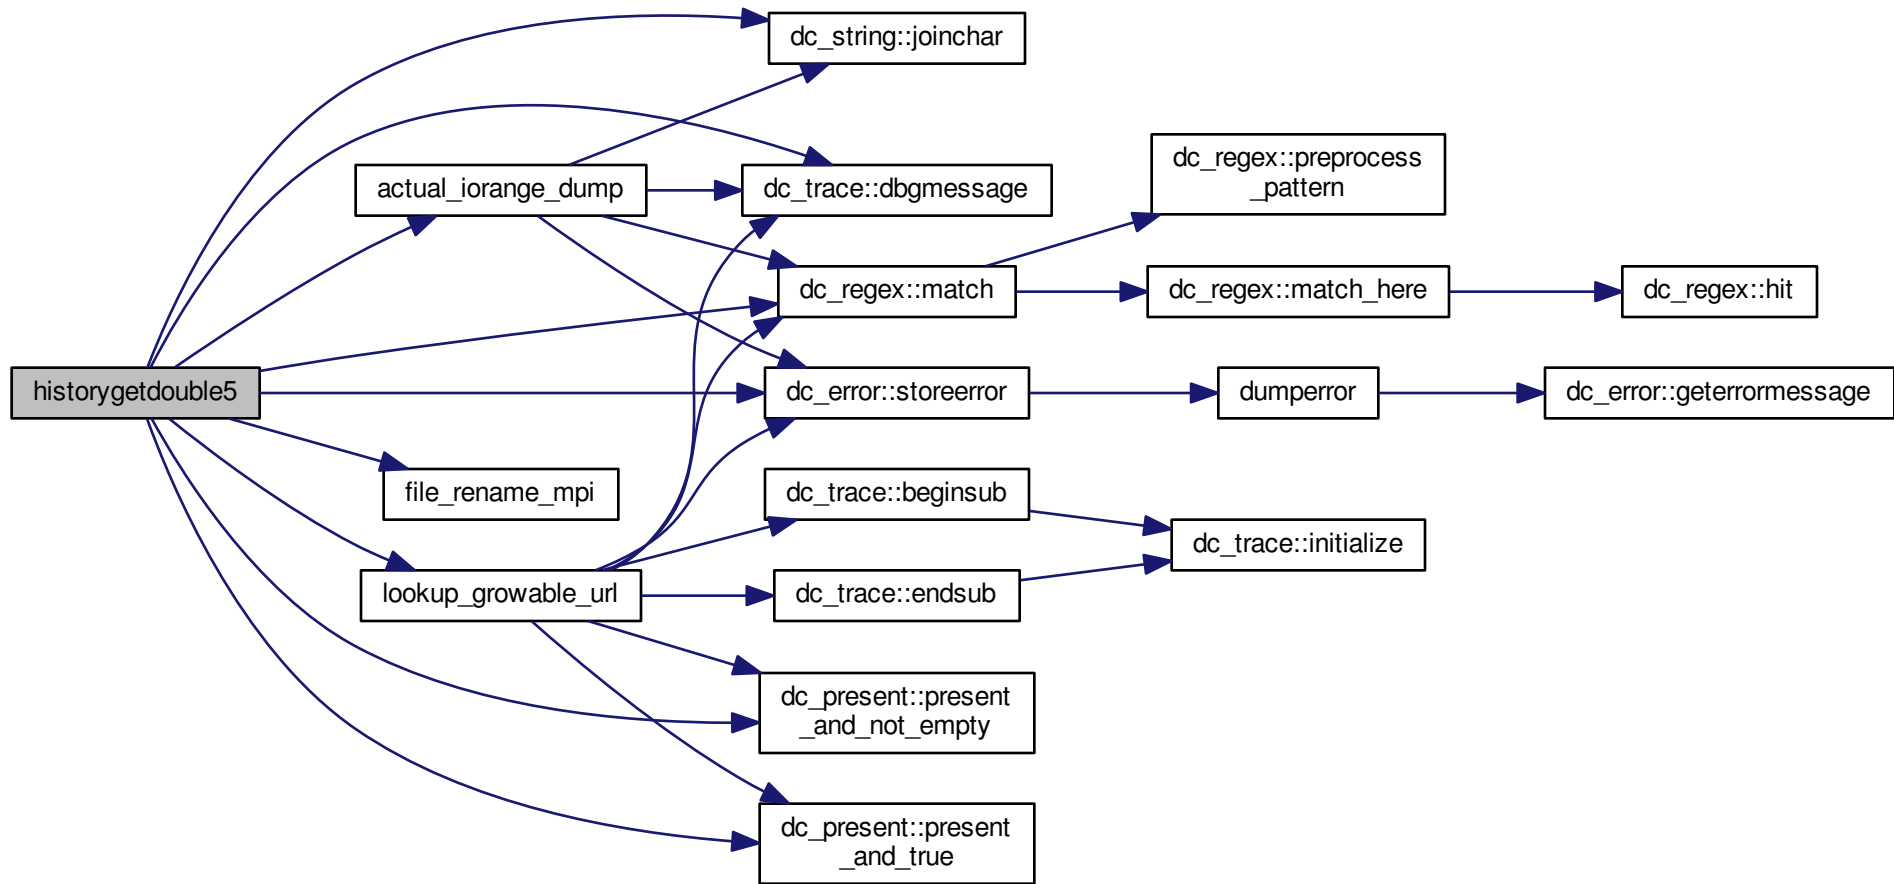 dc_string::joinchar
dc_regex::preprocess
_pattern
actual_iorange_dump
dc_trace::dbgmessage
dc_regex::match
dc_regex::match_here
dc_regex::hit
historygetdouble5
dc_error::storeerror
dumperror
dc_error::geterrormessage
file_rename_mpi
dc_trace::beginsub
dc_trace::initialize
lookup_growable_url
dc_trace::endsub
dc_present::present
_and_not_empty
dc_present::present
_and_true